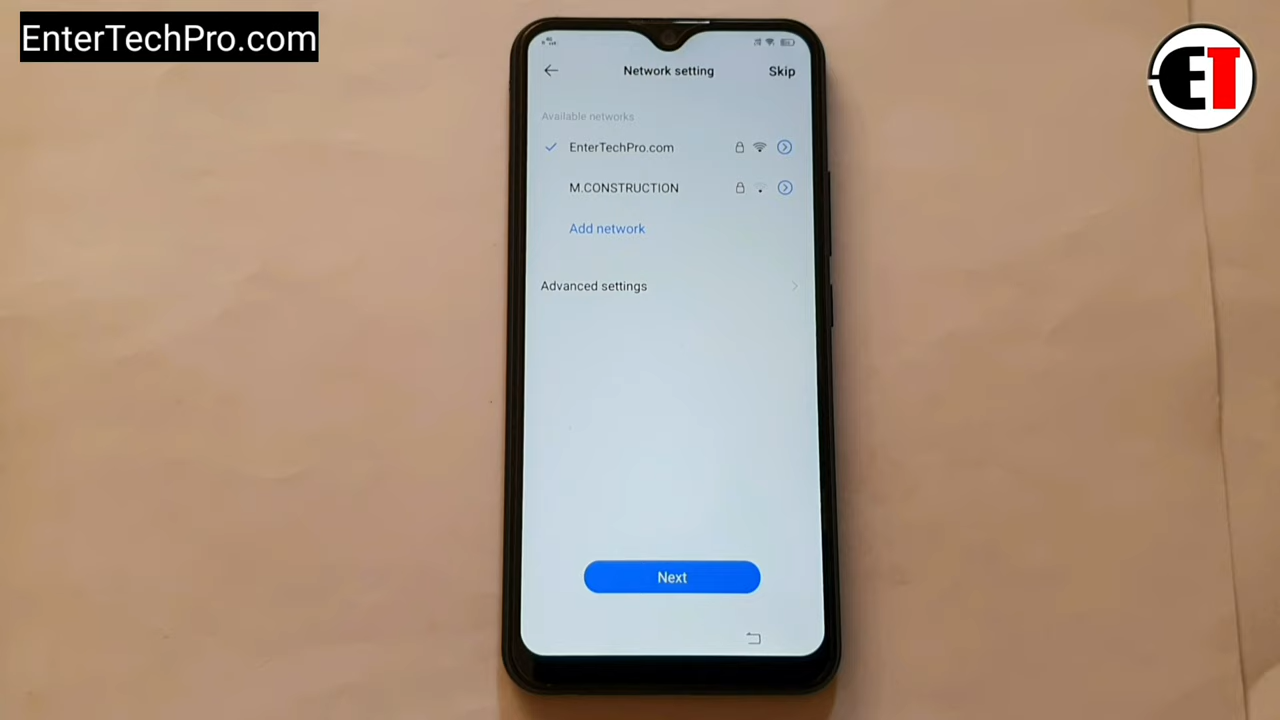 EnterTechPro.com
ET
Network setting
Skip
Available networks
EnterTechPro.com
M.CONSTRUCTION
Add network
Advanced settings
Next